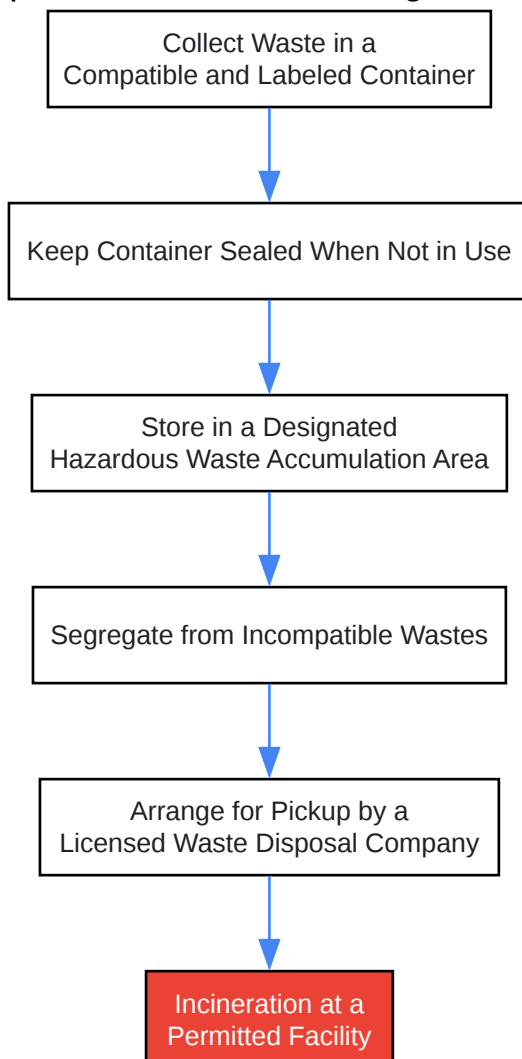 Collect Waste in a
Compatible and Labeled Container
Keep Container Sealed When Not in Use
Store in a Designated
Hazardous Waste Accumulation Area
Segregate from Incompatible Wastes
Arrange for Pickup by a
Licensed Waste Disposal Company
Incineration at a
Permitted Facility